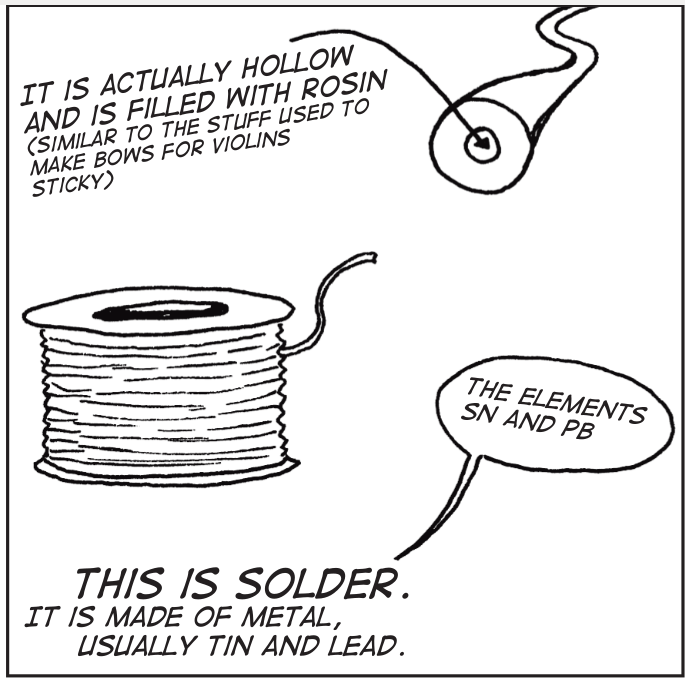 IT IS ACTUALLY HOLLOW
AND IS FILLED WITH ROSIN
(SIMILAR TO THE STUFF USED TO
MAKE BOWS FOR VIOLINS
STICKY)
THE ELEMENTS
SN AND PB
THIS IS SOLDER.
IT IS MADE OF METAL,
USUALLY TIN AND LEAD.